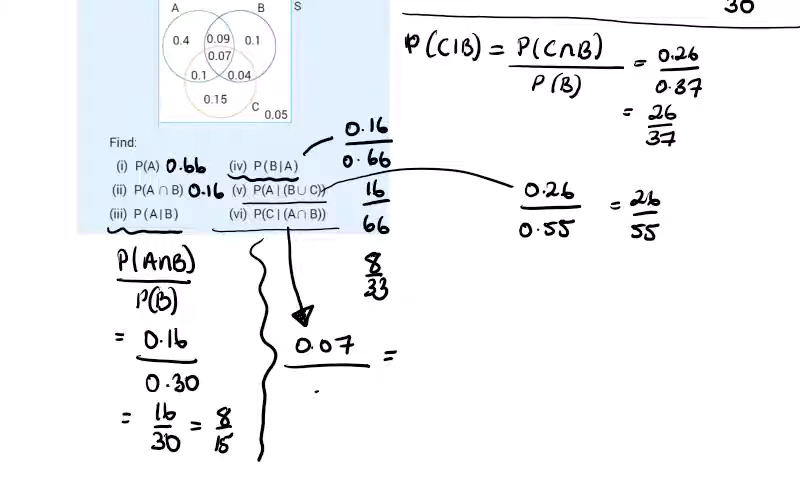 A B S
0.4 0.09 0.1
0.07
0.1 0.04
0.15
C
0.05
Find:
(i) P(A) 0.66
(ii) P(A ∩ B) 0.16
(iii) P(A|B)
(iv) P(B|A)
(v) P(A|(B∪C))
(vi) P(C|(A∩B))
0.16
0.66
16
66
8
33
P(A∩B)
P(B)
= 0.16
0.30
= 16 = 8
30 15
0.07 =
.
30
P(C|B) = P(C∩B) = 0.26
P(B) 0.37
= 26
37
0.26 = 26
0.55 55